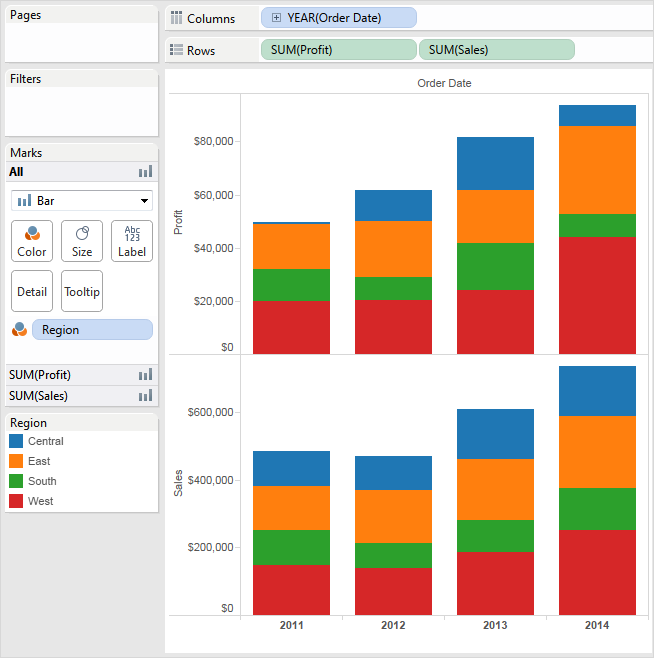 Pages
Filters
Marks
All
Bar
Color
Size
Abc
123
Label
Detail
Tooltip
Region
SUM(Profit)
SUM(Sales)
Region
Central
East
South
West
Columns
YEAR(Order Date)
Rows
SUM(Profit) SUM(Sales)
Order Date
Profit
$80,000
$60,000
$40,000
$20,000
$0
Sales
$600,000
$400,000
$200,000
$0
2011 2012 2013 2014